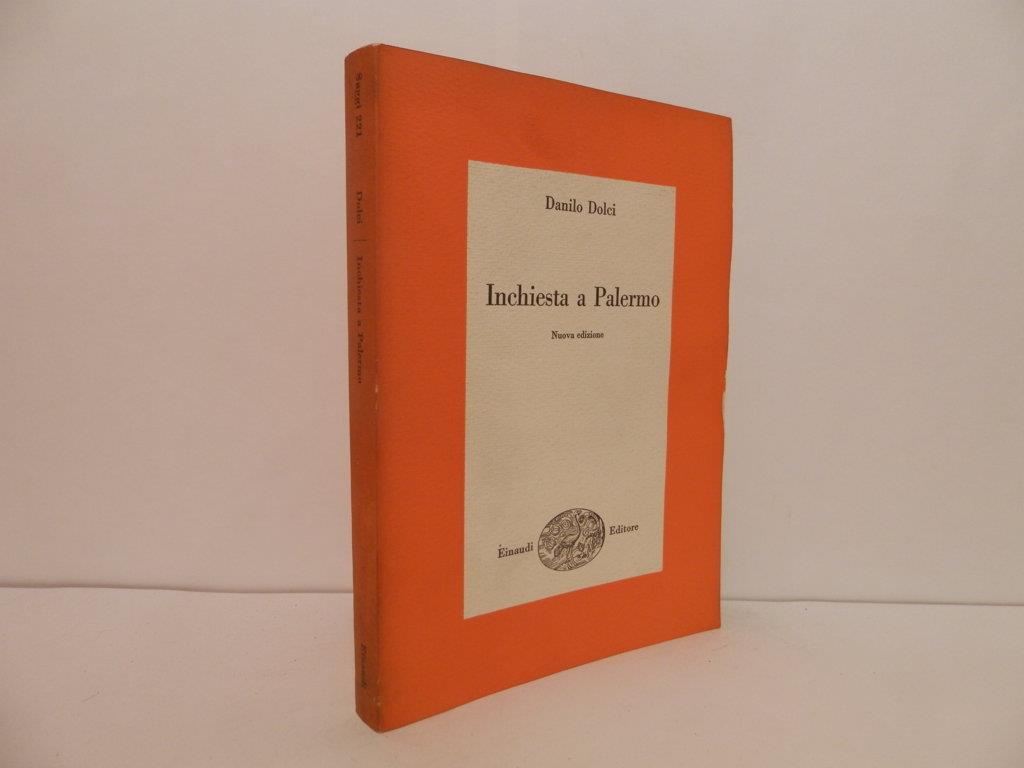 Saggi 221
Dolci | Inchiesta a Palermo
Einaudi
Danilo Dolci
Inchiesta a Palermo
Nuova edizione
Einaudi Editore